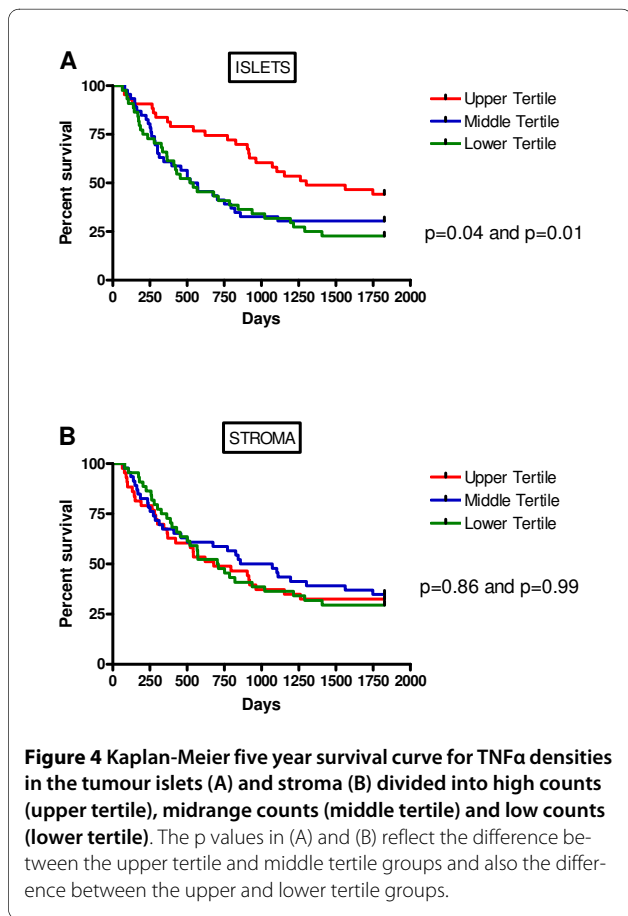 A
ISLETS
Upper Tertile
Middle Tertile
Lower Tertile
Percent survival
100
75
50
25
0
p=0.04 and p=0.01
0 250 500 750 1000 1250 1500 1750 2000
Days
B
STROMA
Upper Tertile
Middle Tertile
Lower Tertile
Percent survival
100
75
50
25
0
p=0.86 and p=0.99
0 250 500 750 1000 1250 1500 1750 2000
Days
Figure 4 Kaplan-Meier five year survival curve for TNFα densities
in the tumour islets (A) and stroma (B) divided into high counts
(upper tertile), midrange counts (middle tertile) and low counts
(lower tertile). The p values in (A) and (B) reflect the difference be-
tween the upper tertile and middle tertile groups and also the differ-
ence between the upper and lower tertile groups.